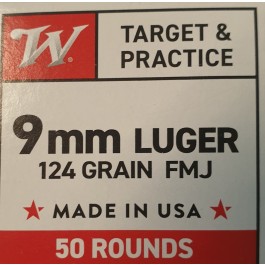 W®
TARGET &
PRACTICE
9mm LUGER
124 GRAIN FMJ
★ MADE IN USA ★
50 ROUNDS